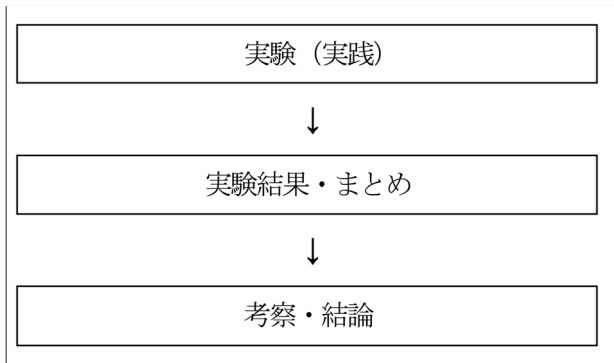 実験（実践）
↓
実験結果・まとめ
↓
考察・結論